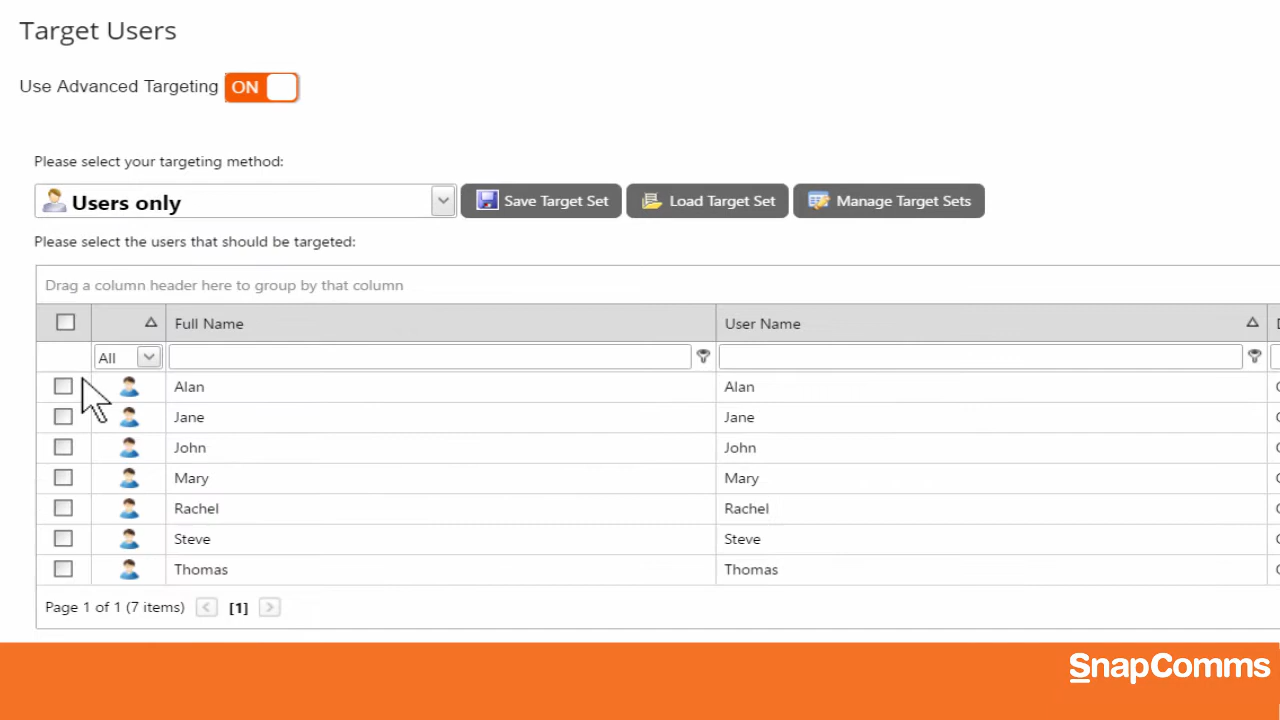 Target Users
Use Advanced Targeting ON
Please select your targeting method:
Users only Save Target Set Load Target Set Manage Target Sets
Please select the users that should be targeted:
Drag a column header here to group by that column
Full Name User Name
All
Alan Alan
Jane Jane
John John
Mary Mary
Rachel Rachel
Steve Steve
Thomas Thomas
Page 1 of 1 (7 items) [1]
SnapComms